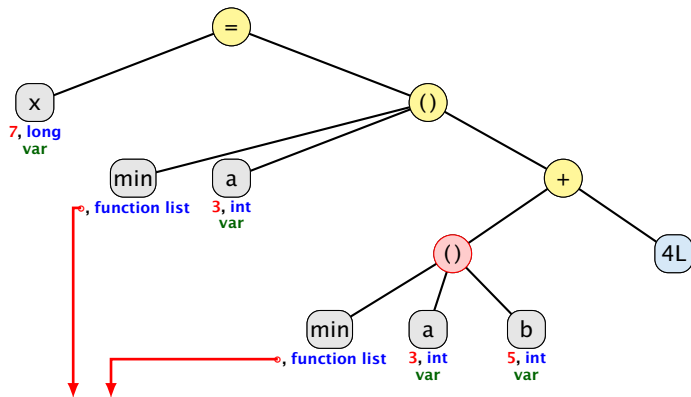 =
x
7, long
var
()
min
, function list
a
3, int
var
+
()
4L
min
, function list
a
3, int
var
b
5, int
var